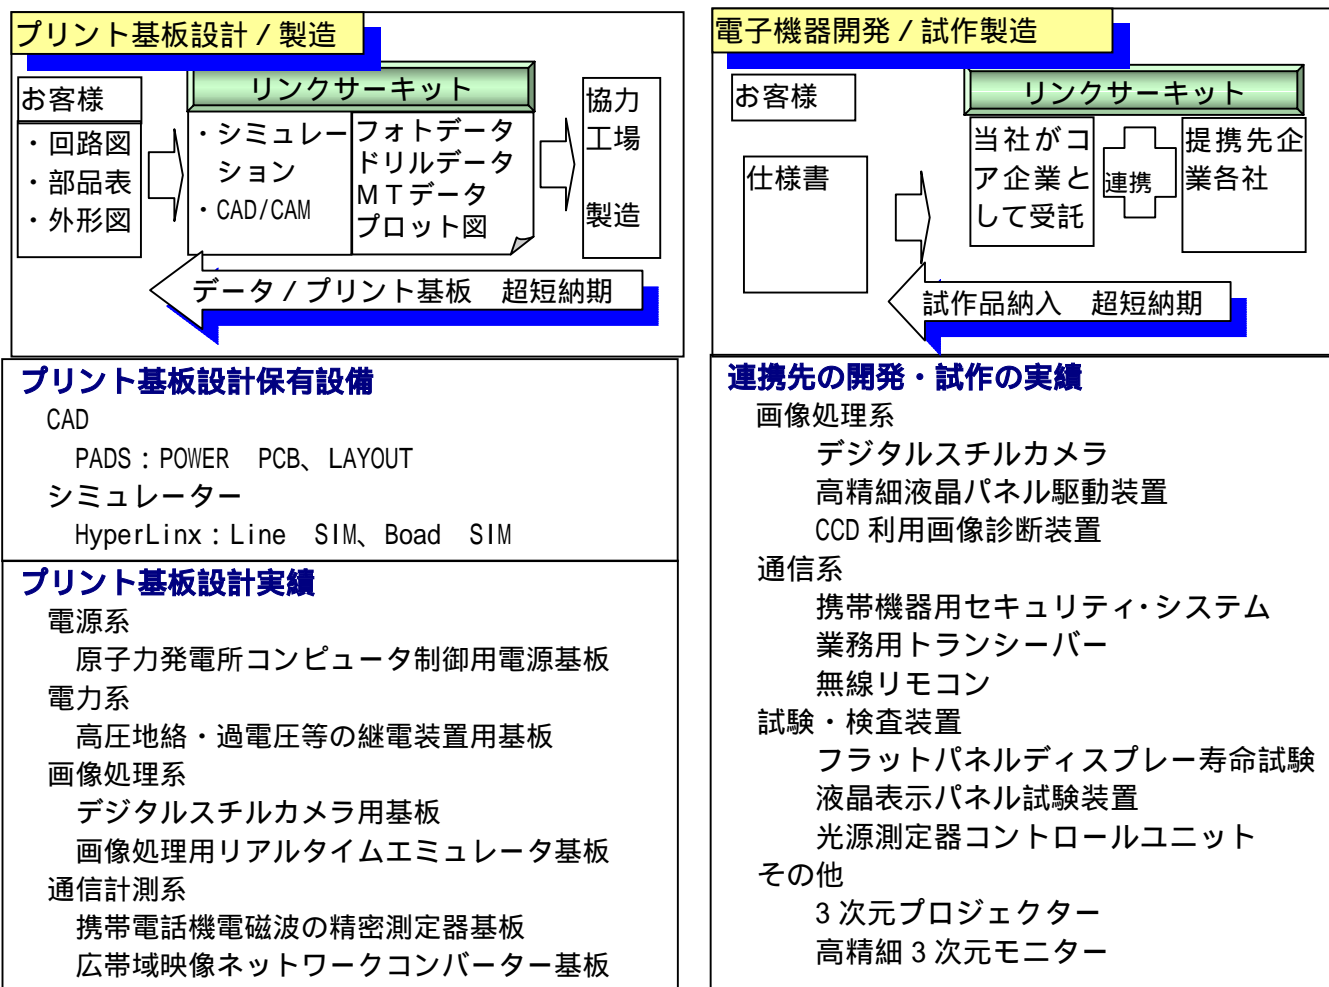 プリント基板設計／製造
お客様
・回路図
・部品表
・外形図
リンクサーキット
・シミュレー
ション
・CAD/CAM
フォトデータ
ドリルデータ
ＭＴデータ
プロット図
協力
工場
製造
データ／プリント基板　超短納期
プリント基板設計保有設備
CAD
PADS：POWER　PCB、LAYOUT
シミュレーター
HyperLinx：Line　SIM、Boad　SIM
プリント基板設計実績
電源系
原子力発電所コンピュータ制御用電源基板
電力系
高圧地絡・過電圧等の継電装置用基板
画像処理系
デジタルスチルカメラ用基板
画像処理用リアルタイムエミュレータ基板
通信計測系
携帯電話機電磁波の精密測定器基板
広帯域映像ネットワークコンバーター基板
電子機器開発／試作製造
お客様
仕様書
リンクサーキット
当社がコ
ア企業と
して受託
連携
提携先企
業各社
試作品納入　超短納期
連携先の開発・試作の実績
画像処理系
デジタルスチルカメラ
高精細液晶パネル駆動装置
CCD利用画像診断装置
通信系
携帯機器用セキュリティ・システム
業務用トランシーバー
無線リモコン
試験・検査装置
フラットパネルディスプレー寿命試験
液晶表示パネル試験装置
光源測定器コントロールユニット
その他
3次元プロジェクター
高精細3次元モニター